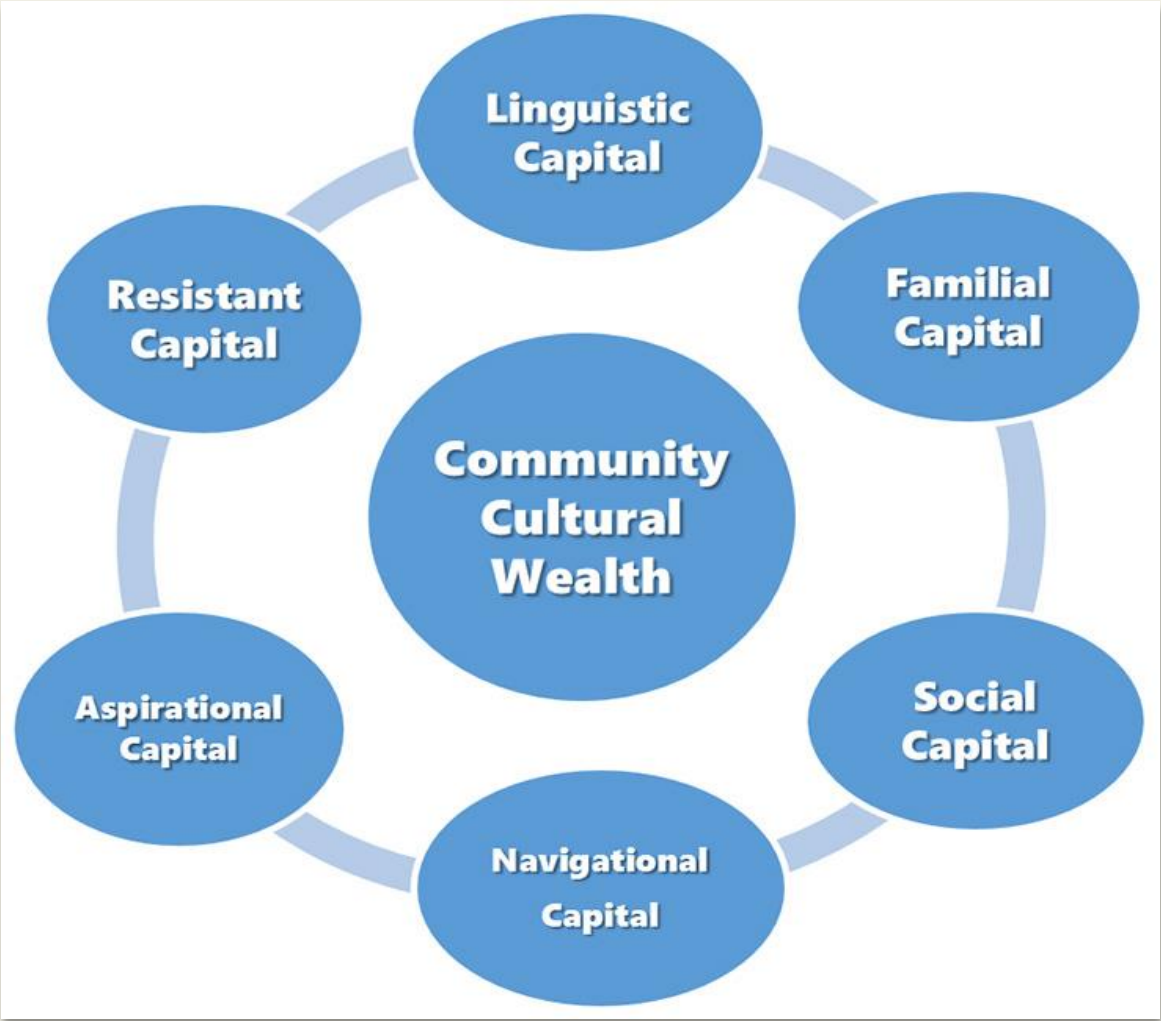 Linguistic
Capital
Familial
Capital
Social
Capital
Navigational
Capital
Aspirational
Capital
Resistant
Capital
Community
Cultural
Wealth